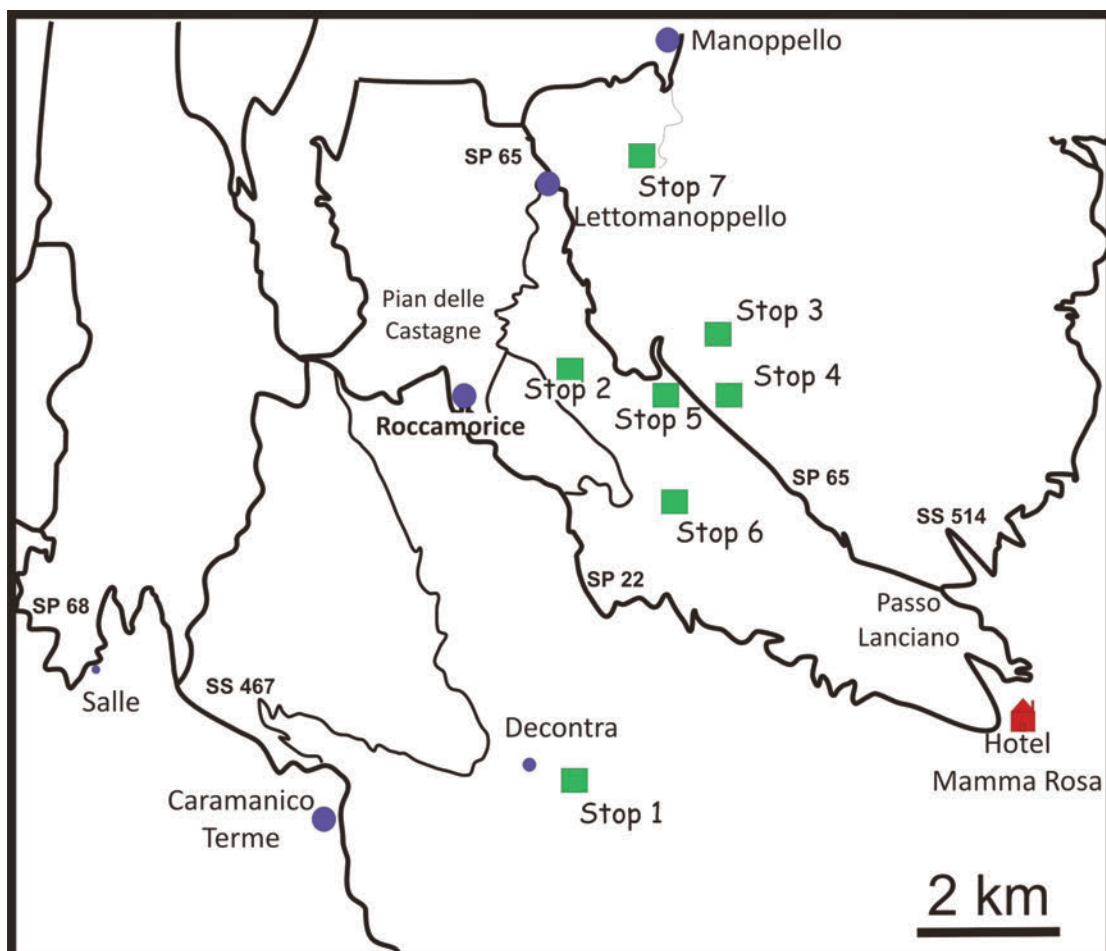 Manoppello
SP 65
Stop 7
Lettomanoppello
Pian delle
Castagne
Stop 3
Stop 2
Stop 4
Stop 5
Roccamorice
SP 65
SS 514
Stop 6
SP 22
SP 68
Passo
Lanciano
Salle
SS 467
Decontra
Hotel
Mamma Rosa
Caramanico
Terme
Stop 1
2 km